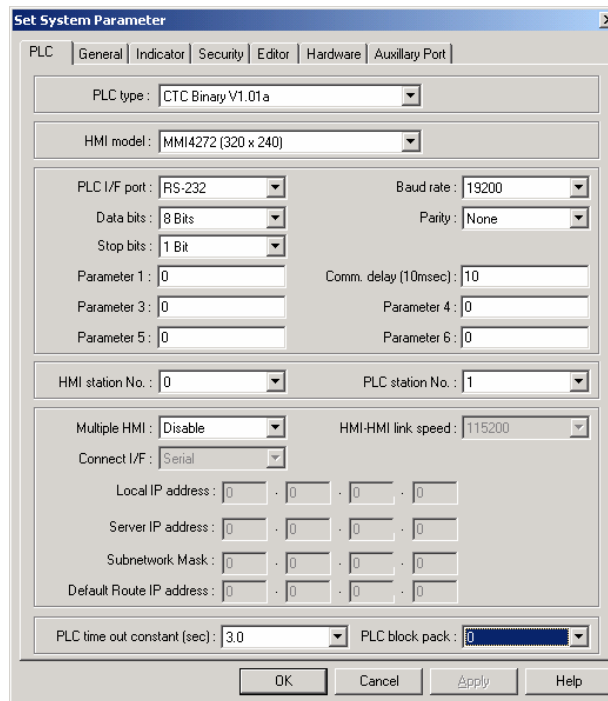 Set System Parameter
PLC General Indicator Security Editor Hardware Auxillary Port
PLC type : CTC Binary V1.01a
HMI model : MMI4272 (320 x 240)
PLC I/F port : RS-232 Baud rate : 19200
Data bits : 8 Bits Parity : None
Stop bits : 1 Bit
Parameter 1 : 0 Comm. delay (10msec) : 10
Parameter 3 : 0 Parameter 4 : 0
Parameter 5 : 0 Parameter 6 : 0
HMI station No. : 0 PLC station No. : 1
Multiple HMI : Disable HMI-HMI link speed : 115200
Connect I/F : Serial
Local IP address : 0 . 0 . 0 . 0
Server IP address : 0 . 0 . 0 . 0
Subnetwork Mask : 0 . 0 . 0 . 0
Default Route IP address : 0 . 0 . 0 . 0
PLC time out constant (sec) : 3.0 PLC block pack : 0
OK Cancel Apply Help